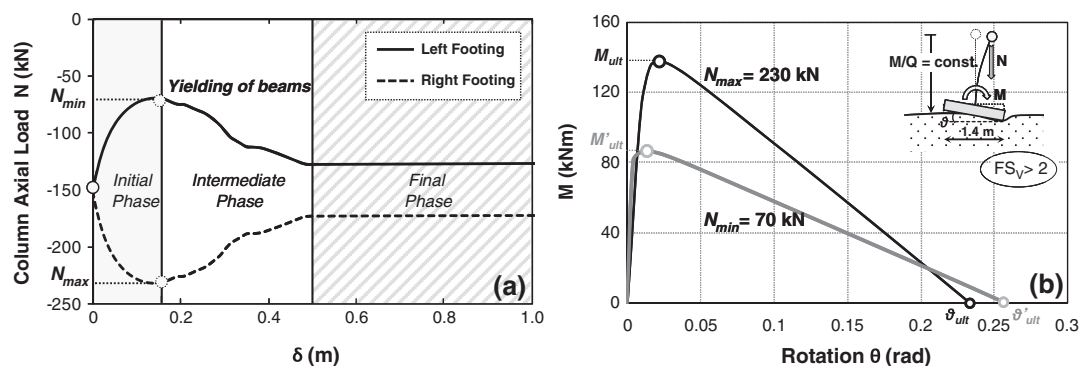 Column Axial Load N (kN)
0
-50
-100
-150
-200
-250
N_min
N_max
Left Footing
Right Footing
Yielding of beams
Initial
Phase
Intermediate
Phase
Final
Phase
(a)
0
0.2
0.4
0.6
0.8
1.0
δ (m)
M (kNm)
160
120
80
40
0
M_ult
M'_ult
N_max = 230 kN
N_min = 70 kN
M/Q = const.
N
M
ϑ
1.4 m
FS_V > 2
(b)
ϑ_ult
ϑ'_ult
0
0.05
0.1
0.15
0.2
0.25
0.3
Rotation θ (rad)